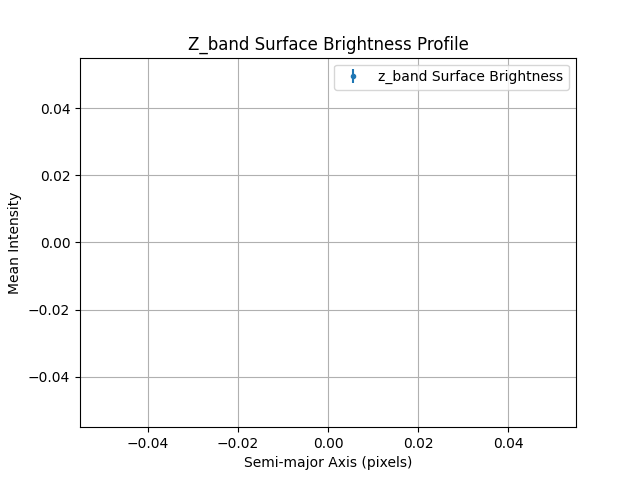 Z_band Surface Brightness Profile
z_band Surface Brightness
0.04
0.02
0.00
−0.02
−0.04
Mean Intensity
−0.04 −0.02 0.00 0.02 0.04
Semi-major Axis (pixels)